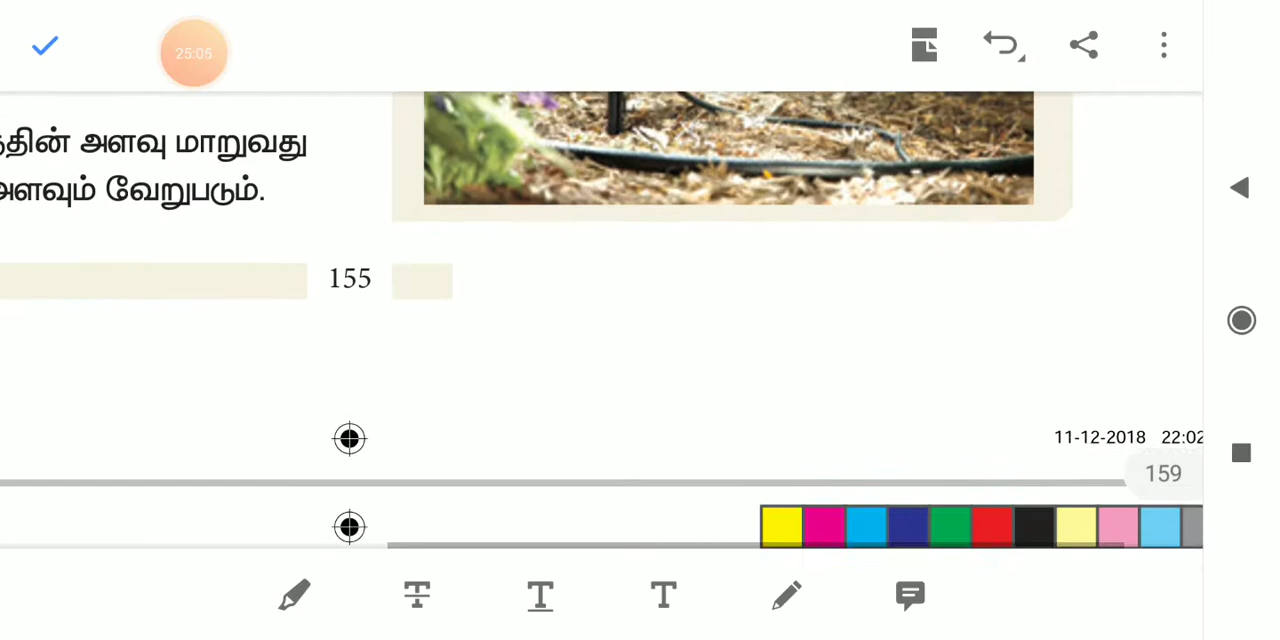 25:05
த்தின் அளவு மாறுவது
அளவும் வேறுபடும்.
155
11-12-2018 22:02
159